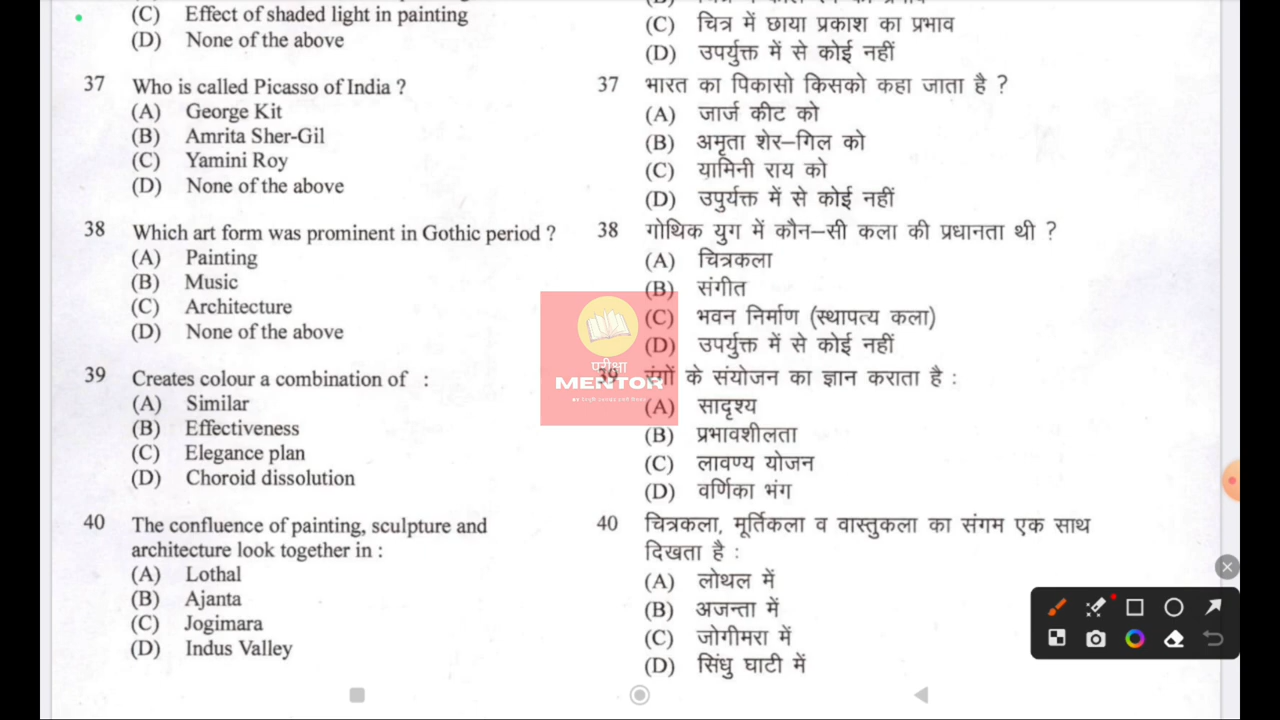 (C) Effect of shaded light in painting
(D) None of the above
37 Who is called Picasso of India ?
(A) George Kit
(B) Amrita Sher-Gil
(C) Yamini Roy
(D) None of the above
38 Which art form was prominent in Gothic period ?
(A) Painting
(B) Music
(C) Architecture
(D) None of the above
39 Creates colour a combination of :
(A) Similar
(B) Effectiveness
(C) Elegance plan
(D) Choroid dissolution
40 The confluence of painting, sculpture and
architecture look together in :
(A) Lothal
(B) Ajanta
(C) Jogimara
(D) Indus Valley
(C) चित्र में छाया प्रकाश का प्रभाव
(D) उपर्युक्त में से कोई नहीं
37 भारत का पिकासो किसको कहा जाता है ?
(A) जार्ज कीट को
(B) अमृता शेर–गिल को
(C) यामिनी राय को
(D) उपुर्यक्त में से कोई नहीं
38 गोथिक युग में कौन–सी कला की प्रधानता थी ?
(A) चित्रकला
(B) संगीत
(C) भवन निर्माण (स्थापत्य कला)
(D) उपर्युक्त में से कोई नहीं
39 रंगों के संयोजन का ज्ञान कराता है :
(A) सादृश्य
(B) प्रभावशीलता
(C) लावण्य योजन
(D) वर्णिका भंग
40 चित्रकला, मूर्तिकला व वास्तुकला का संगम एक साथ
दिखता है :
(A) लोथल में
(B) अजन्ता में
(C) जोगीमरा में
(D) सिंधु घाटी में
परीक्षा
MENTOR